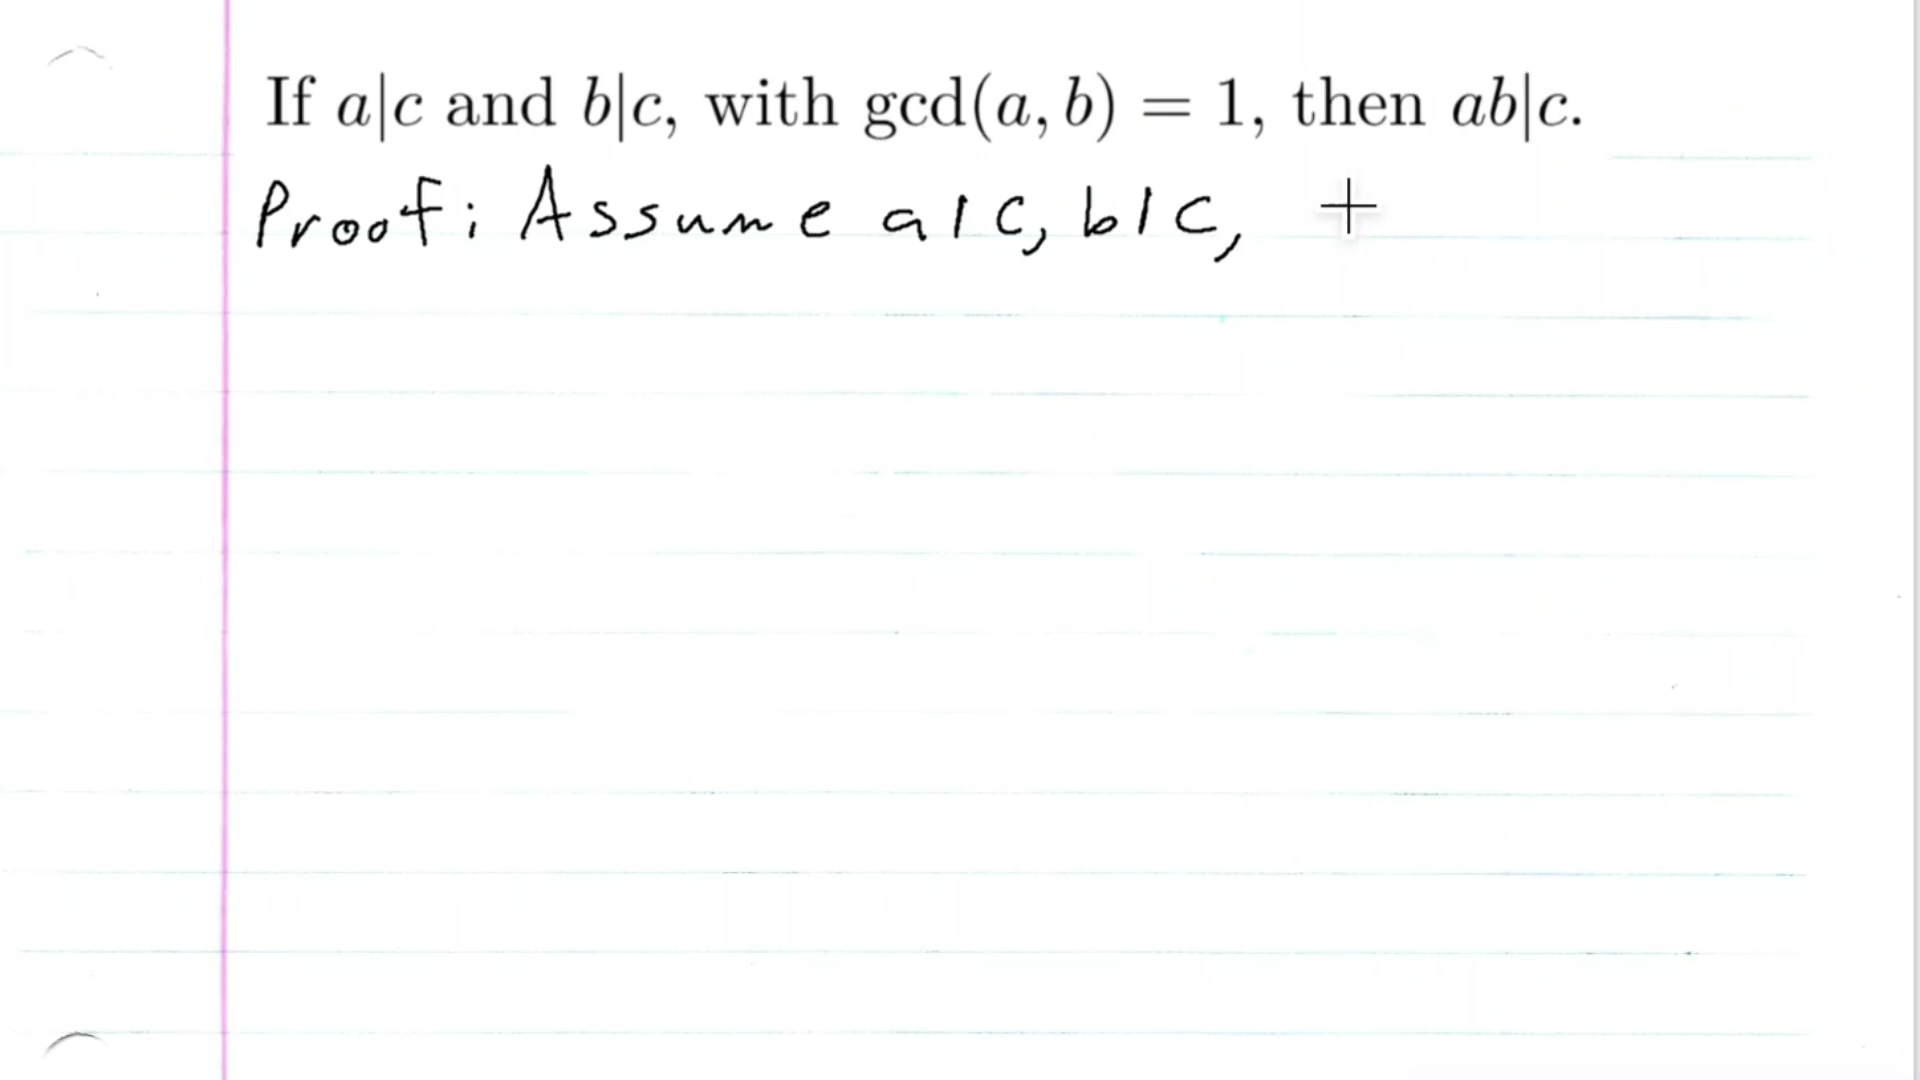 If a|c and b|c, with gcd(a, b) = 1, then ab|c.
Proof: Assume a|c, b|c,